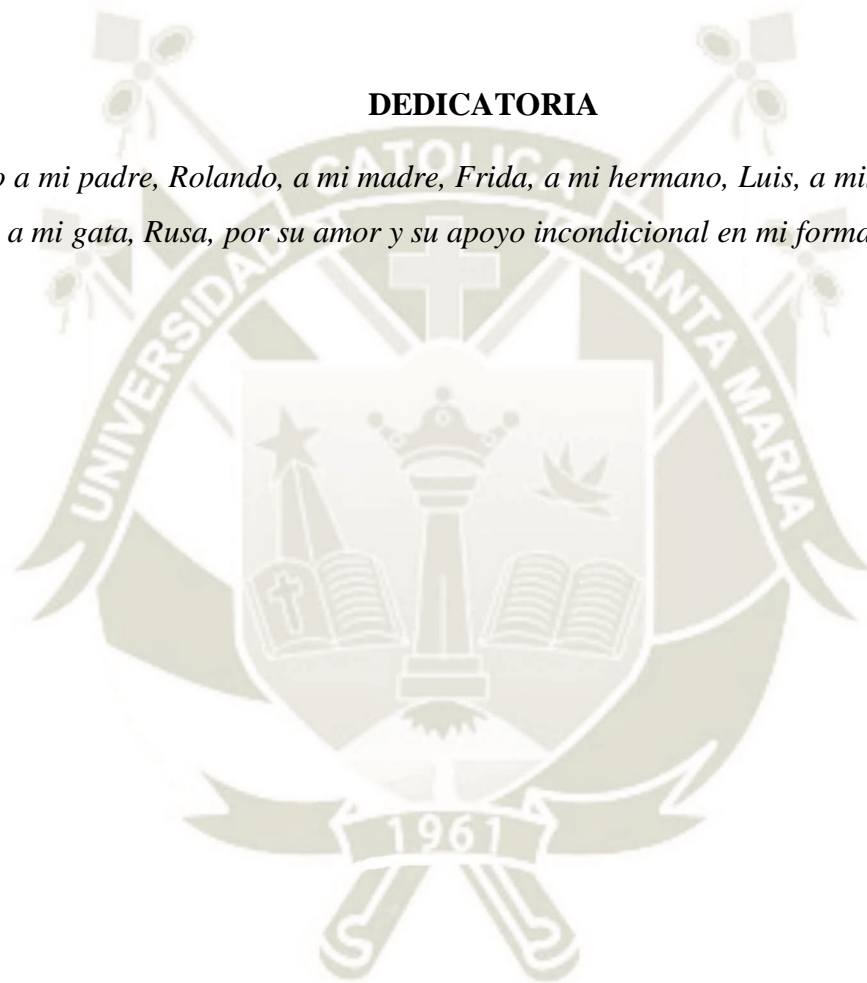 DEDICATORIA
o a mi padre, Rolando, a mi madre, Frida, a mi hermano, Luis, a mi
a mi gata, Rusa, por su amor y su apoyo incondicional en mi forma
UNIVERSIDAD CATOLICA SANTA MARIA
1961